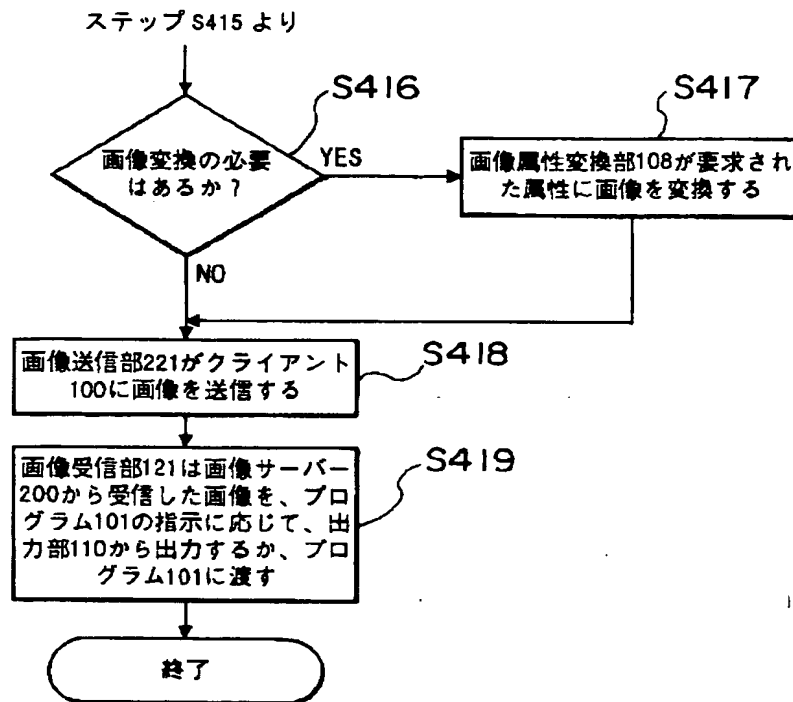 ステップS415より
S416
画像変換の必要
はあるか?
YES
NO
S417
画像属性変換部108が要求され
た属性に画像を変換する
画像送信部221がクライアント
100に画像を送信する
S418
画像受信部121は画像サーバー
200から受信した画像を、プロ
グラム101の指示に応じて、出
力部110から出力するか、プロ
グラム101に渡す
S419
終了